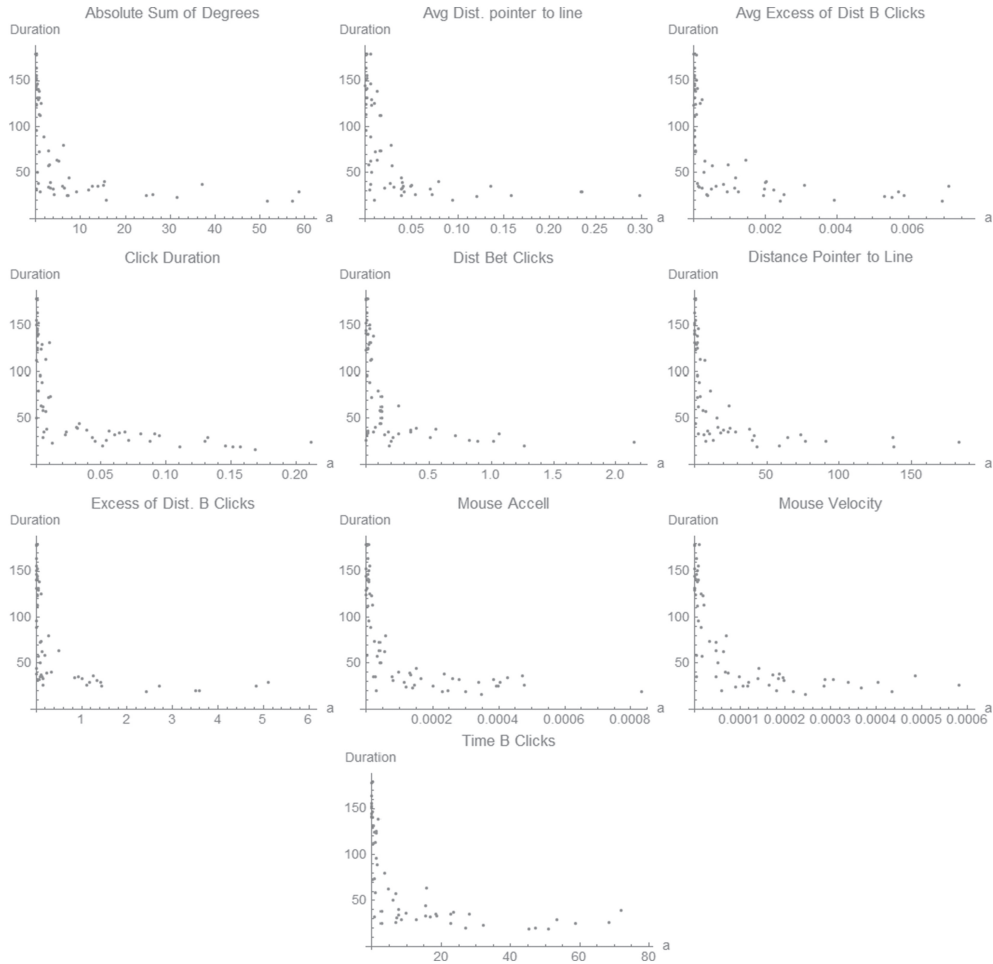 Absolute Sum of Degrees
Avg Dist. pointer to line
Avg Excess of Dist B Clicks
Duration
Duration
Duration
150
100
50
10 20 30 40 50 60 a
150
100
50
0.05 0.10 0.15 0.20 0.25 0.30 a
150
100
50
0.002 0.004 0.006 a
Click Duration
Dist Bet Clicks
Distance Pointer to Line
Duration
Duration
Duration
150
100
50
0.05 0.10 0.15 0.20 a
150
100
50
0.5 1.0 1.5 2.0 a
150
100
50
50 100 150 a
Excess of Dist. B Clicks
Mouse Accell
Mouse Velocity
Duration
Duration
Duration
150
100
50
1 2 3 4 5 6 a
150
100
50
0.0002 0.0004 0.0006 0.0008 a
150
100
50
0.0001 0.0002 0.0003 0.0004 0.0005 0.0006 a
Time B Clicks
Duration
150
100
50
20 40 60 80 a